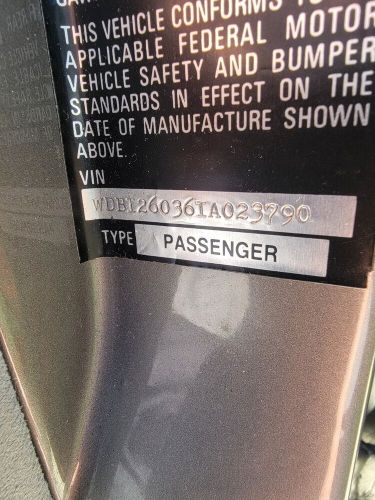 THIS VEHICLE CONFORMS TO
APPLICABLE FEDERAL MOTOR
VEHICLE SAFETY AND BUMPER
STANDARDS IN EFFECT ON THE
DATE OF MANUFACTURE SHOWN
ABOVE.
VIN
WDB1260361A023790
TYPE PASSENGER